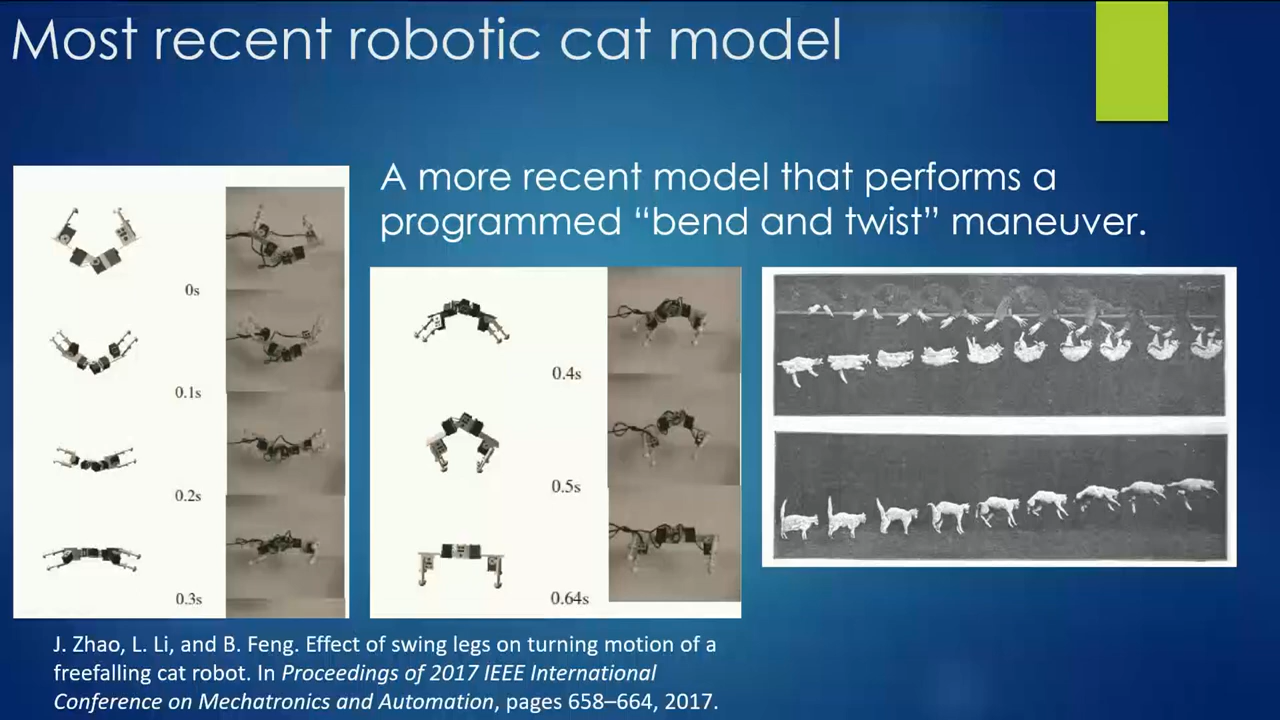 Most recent robotic cat model
A more recent model that performs a
programmed “bend and twist” maneuver.
0s
0.1s
0.2s
0.3s
0.4s
0.5s
0.64s
J. Zhao, L. Li, and B. Feng. Effect of swing legs on turning motion of a
freefalling cat robot. In Proceedings of 2017 IEEE International
Conference on Mechatronics and Automation, pages 658–664, 2017.